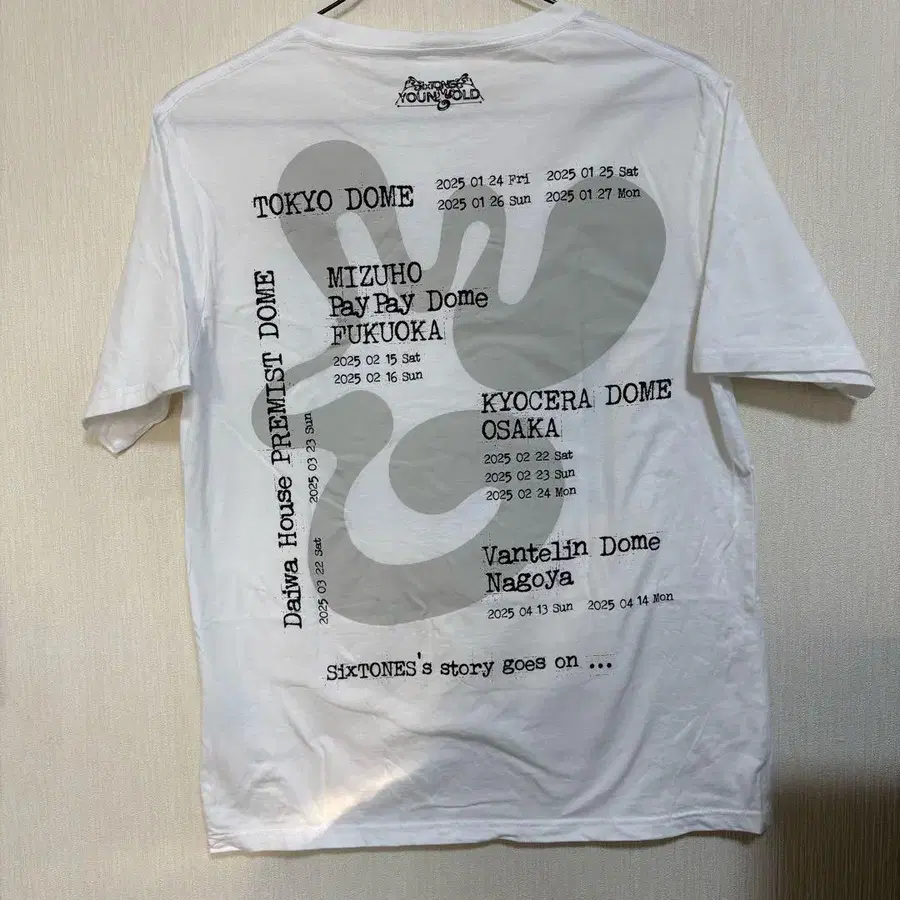 SixTONES
YOUNG OLD
TOKYO DOME
2025 01 24 Fri 2025 01 25 Sat
2025 01 26 Sun 2025 01 27 Mon
MIZUHO
PayPay Dome
FUKUOKA
2025 02 15 Sat
2025 02 16 Sun
Daiwa House PREMIST DOME
2025 03 22 Sat 2025 03 23 Sun
KYOCERA DOME
OSAKA
2025 02 22 Sat
2025 02 23 Sun
2025 02 24 Mon
Vantelin Dome
Nagoya
2025 04 13 Sun 2025 04 14 Mon
SixTONES's story goes on ...